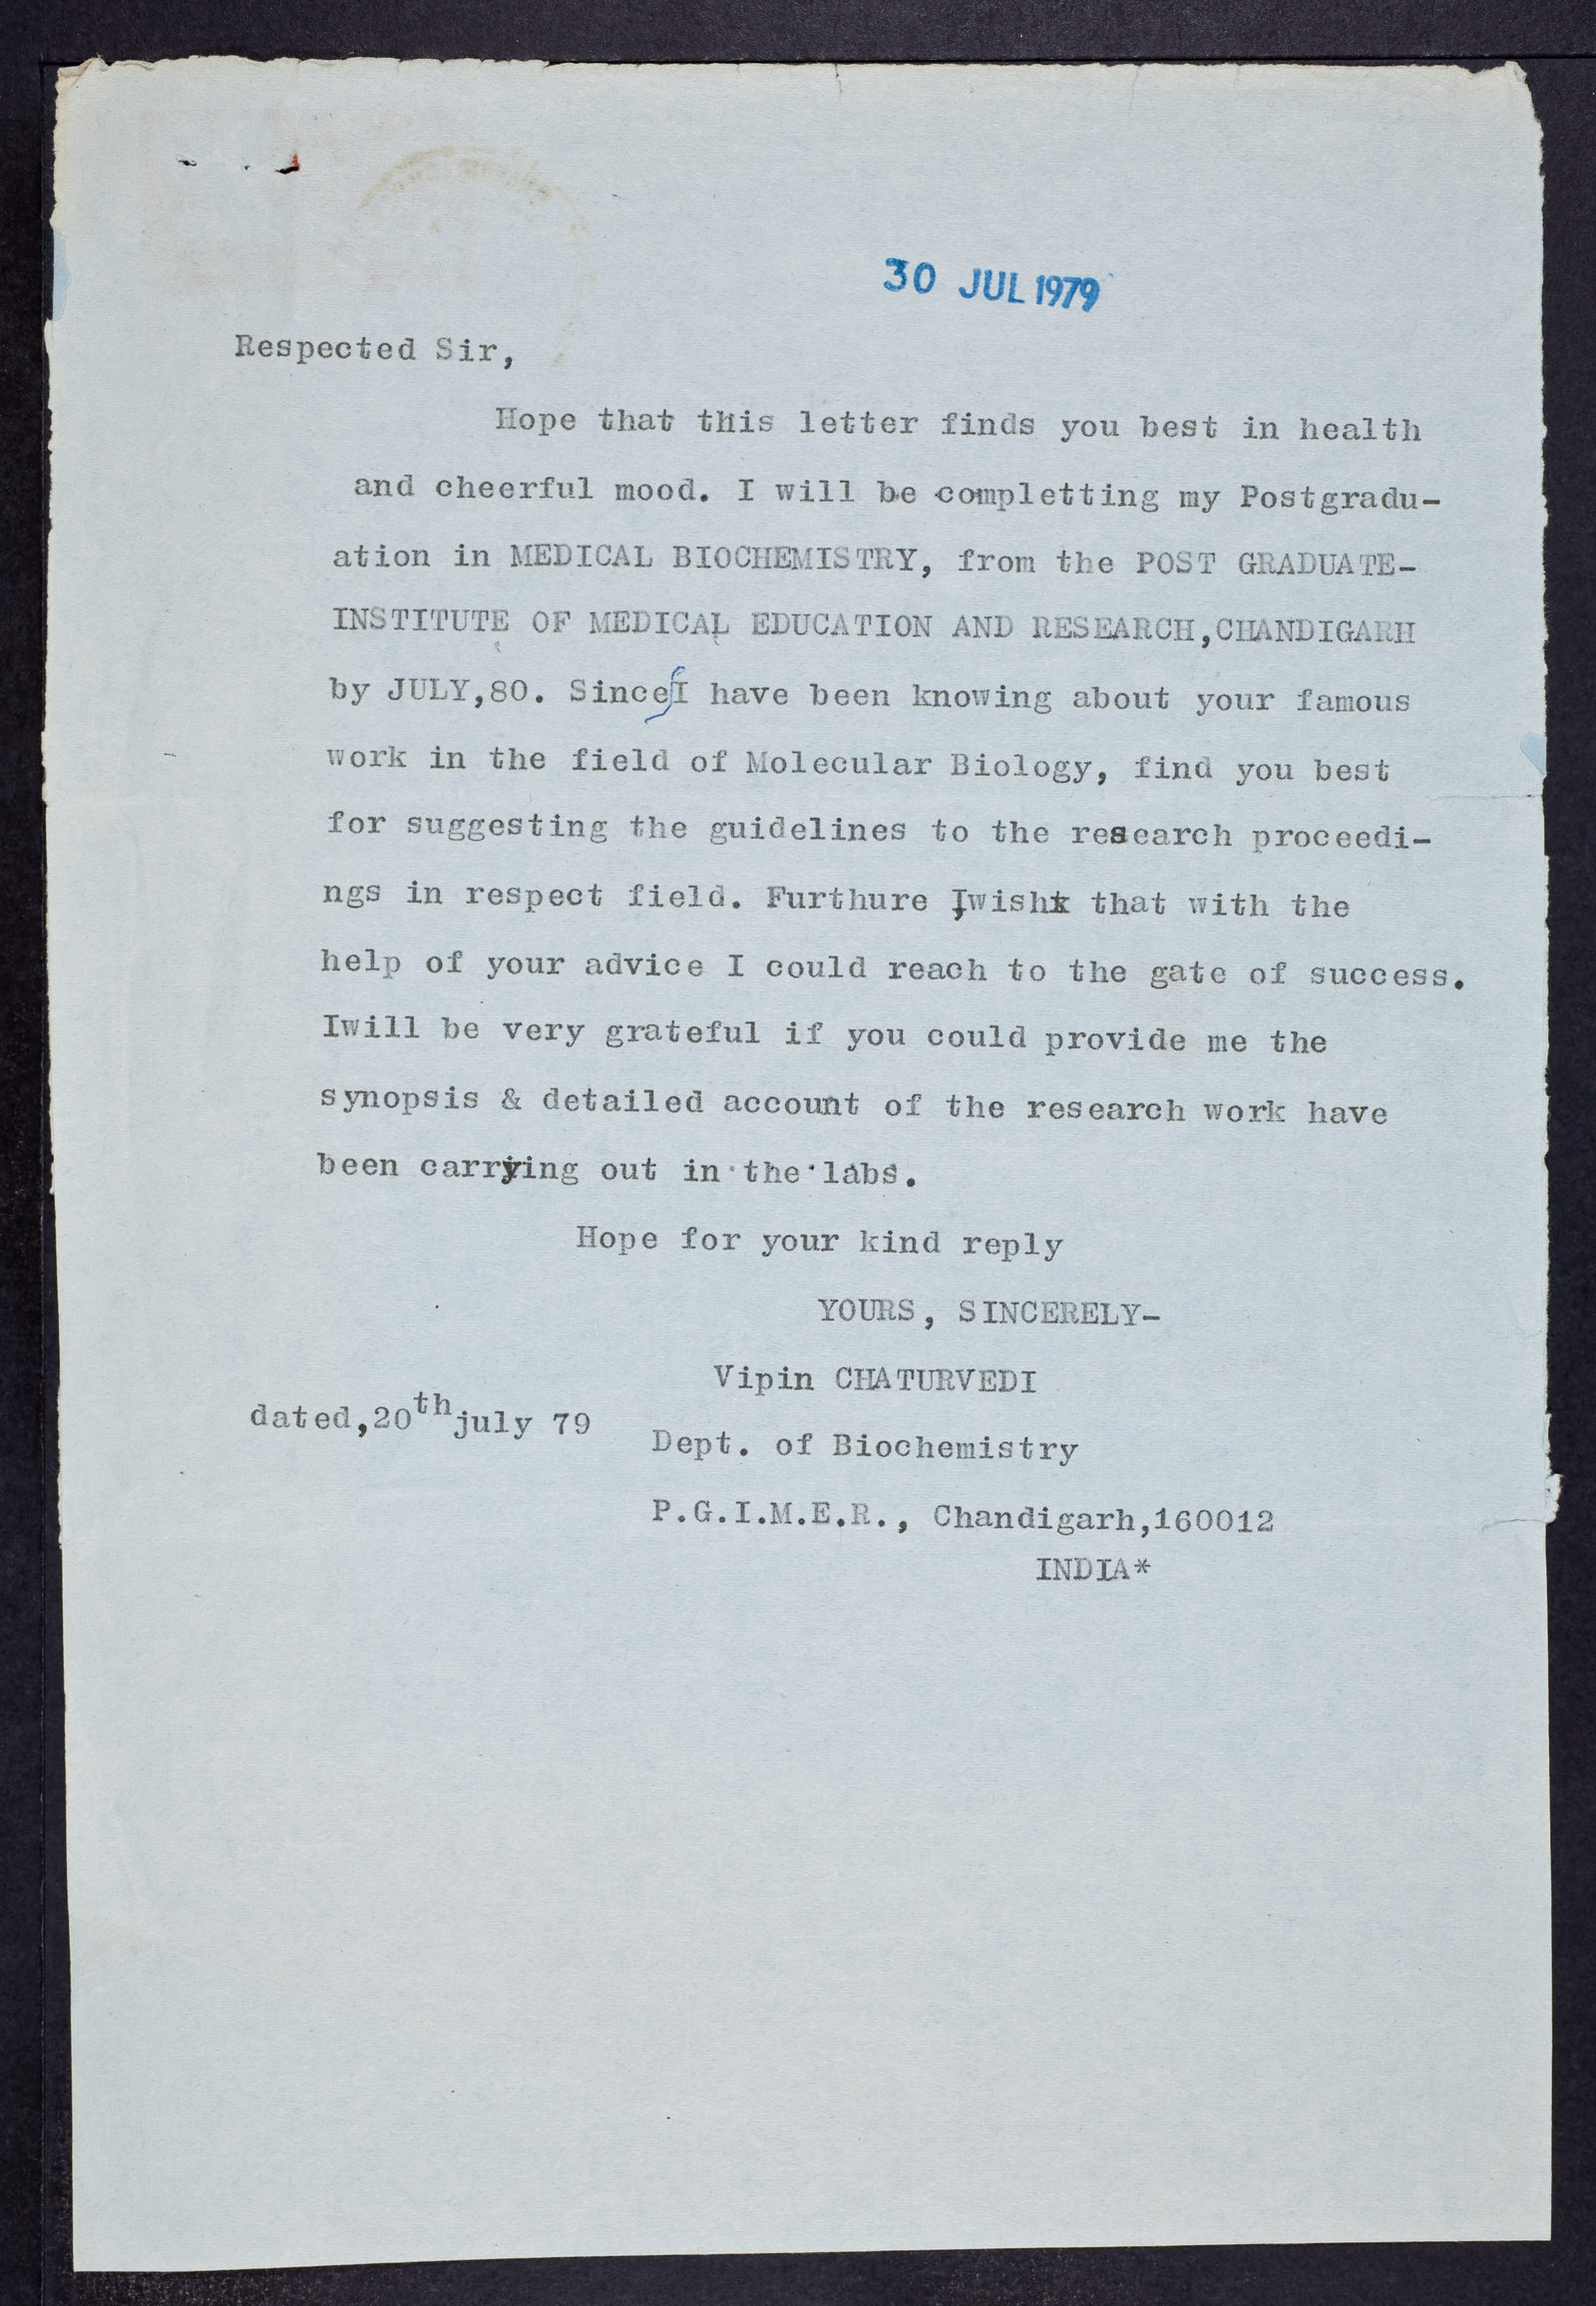 30 JUL 1979
Respected Sir,
Hope that this letter finds you best in health
and cheerful mood. I will be completting my Postgradu-
ation in MEDICAL BIOCHEMISTRY, from the POST GRADUATE-
INSTITUTE OF MEDICAL EDUCATION AND RESEARCH,CHANDIGARH
by JULY,80. Since I have been knowing about your famous
work in the field of Molecular Biology, find you best
for suggesting the guidelines to the research proceedi-
ngs in respect field. Furthure Iwish that with the
help of your advice I could reach to the gate of success.
Iwill be very grateful if you could provide me the
synopsis & detailed account of the research work have
been carrying out in the labs.
Hope for your kind reply
YOURS, SINCERELY-
Vipin CHATURVEDI
dated,20th july 79
Dept. of Biochemistry
P.G.I.M.E.R., Chandigarh,160012
INDIA*